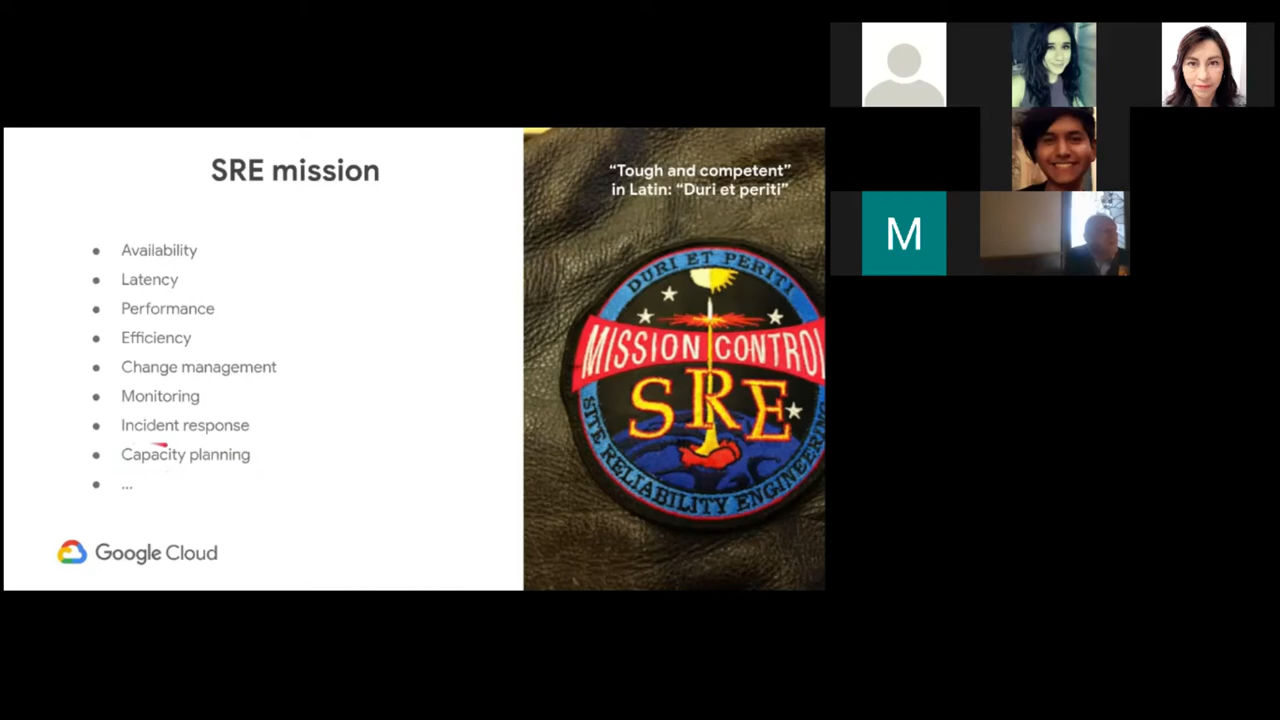 SRE mission
Availability
Latency
Performance
Efficiency
Change management
Monitoring
Incident response
Capacity planning
...
Google Cloud
“Tough and competent”
in Latin: “Duri et periti”
DURI ET PERITI
MISSION CONTROL
SRE
SITE RELIABILITY ENGINEERING
M